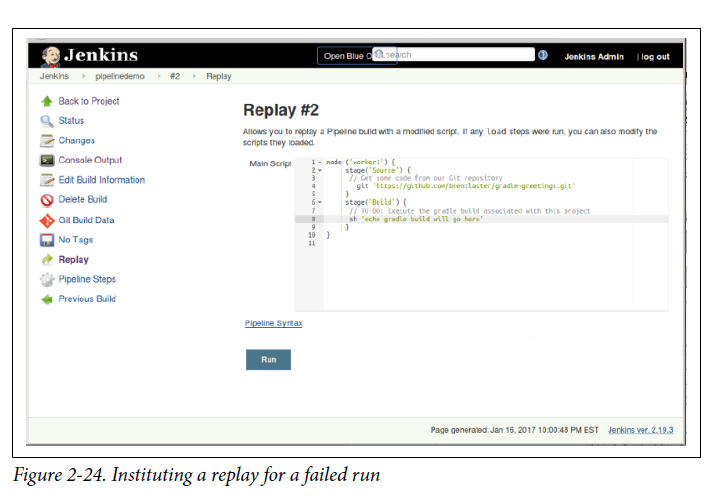 Jenkins
Open Blue O search
Jenkins Admin | log out
Jenkins › pipelinedemo › #2 › Replay
Back to Project
Status
Changes
Console Output
Edit Build Information
Delete Build
Git Build Data
No Tags
Replay
Pipeline Steps
Previous Build
Replay #2
Allows you to replay a Pipeline build with a modified script. If any load steps were run, you can also modify the
scripts they loaded.
Main Script
1 node ('worker1') {
2 stage('Source') {
3 // Get some code from our Git repository
4 git 'https://github.com/brentlaster/gradle-greetings.git'
5 }
6 stage('Build') {
7 // TO-DO: Execute the gradle build associated with this project
8 sh 'echo gradle build will go here'
9 }
10 }
11
Pipeline Syntax
Run
Page generated: Jan 16, 2017 10:00:48 PM EST Jenkins ver. 2.19.3
Figure 2-24. Instituting a replay for a failed run